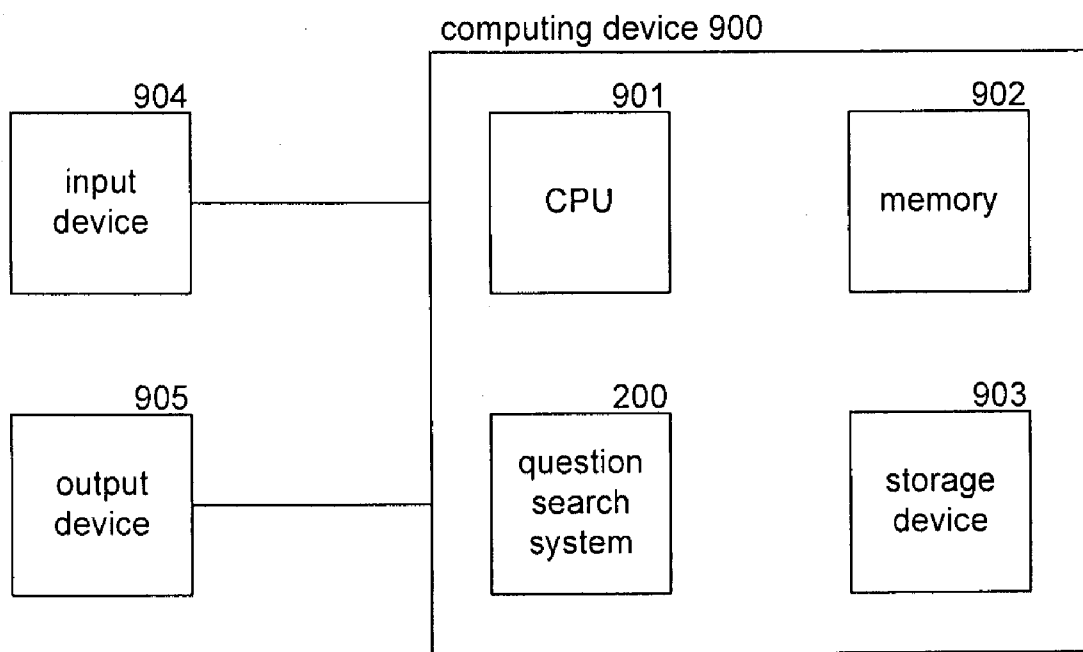 computing device 900
904
input
device
901
CPU
902
memory
905
output
device
200
question
search
system
903
storage
device